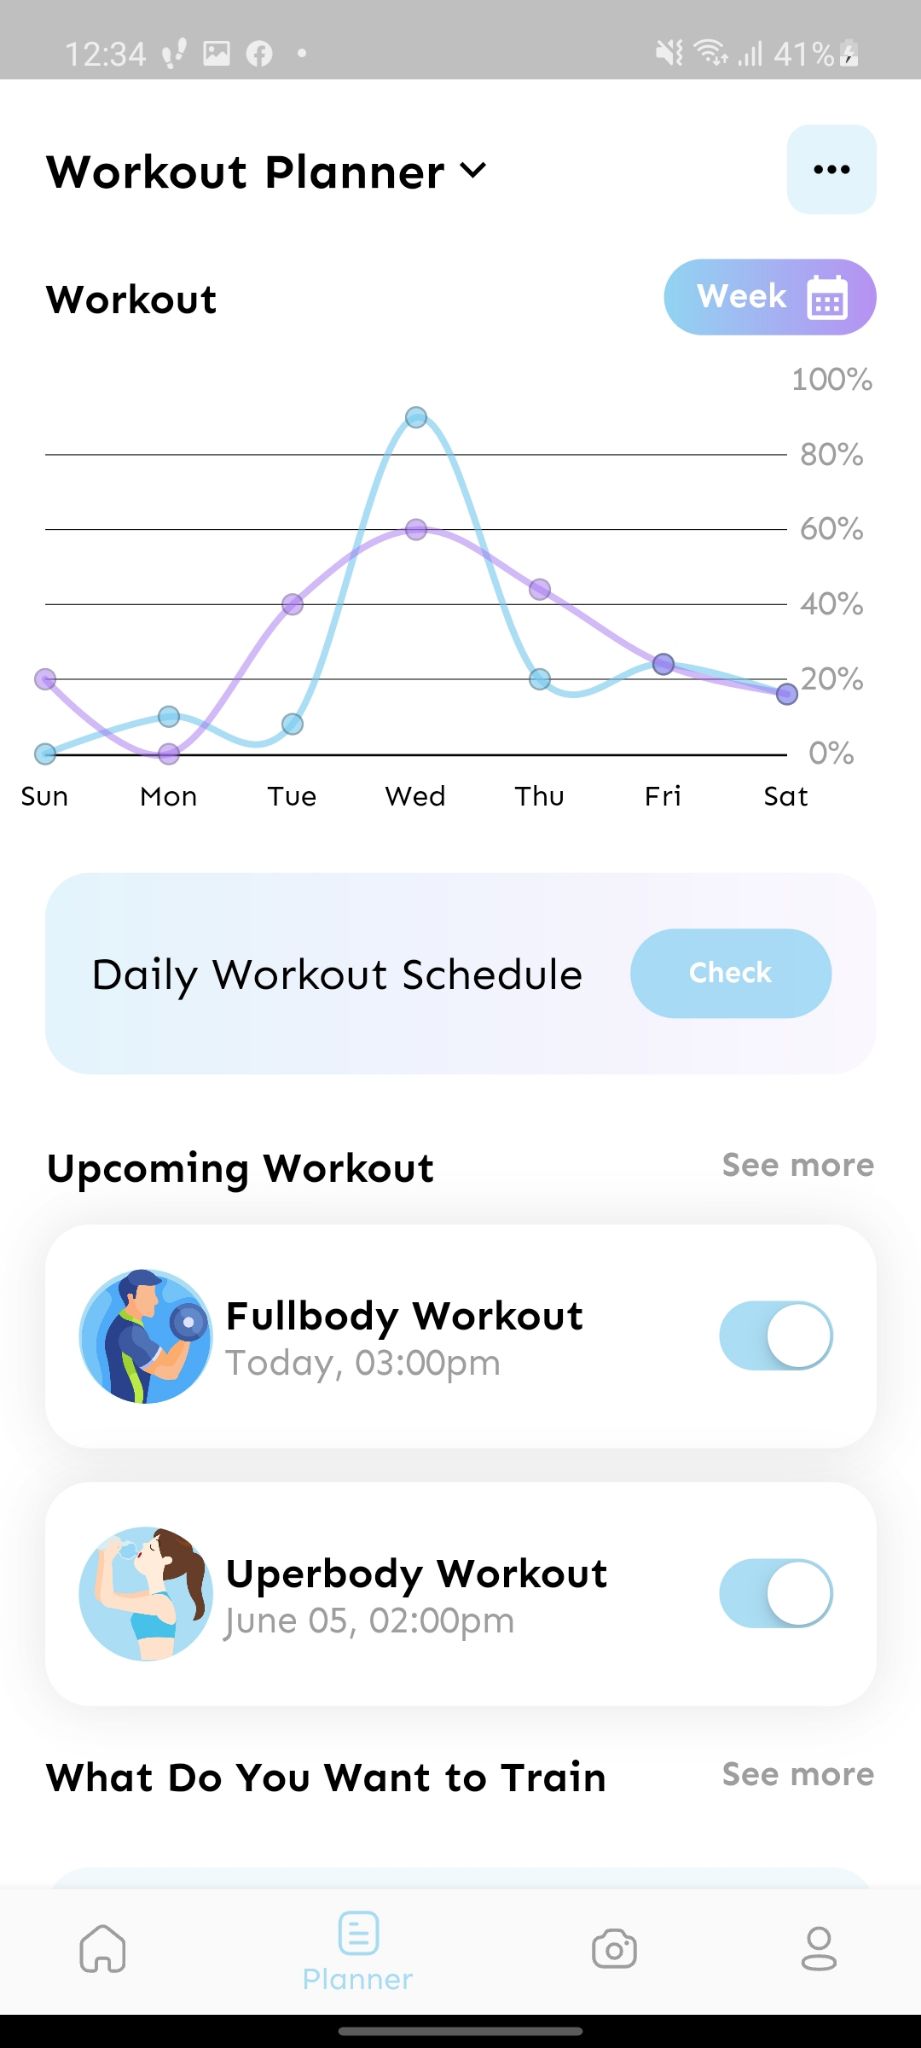 12:34 41%
Workout Planner
Workout
Week
100%
80%
60%
40%
20%
0%
Sun Mon Tue Wed Thu Fri Sat
Daily Workout Schedule Check
Upcoming Workout See more
Fullbody Workout
Today, 03:00pm
Uperbody Workout
June 05, 02:00pm
What Do You Want to Train See more
Planner